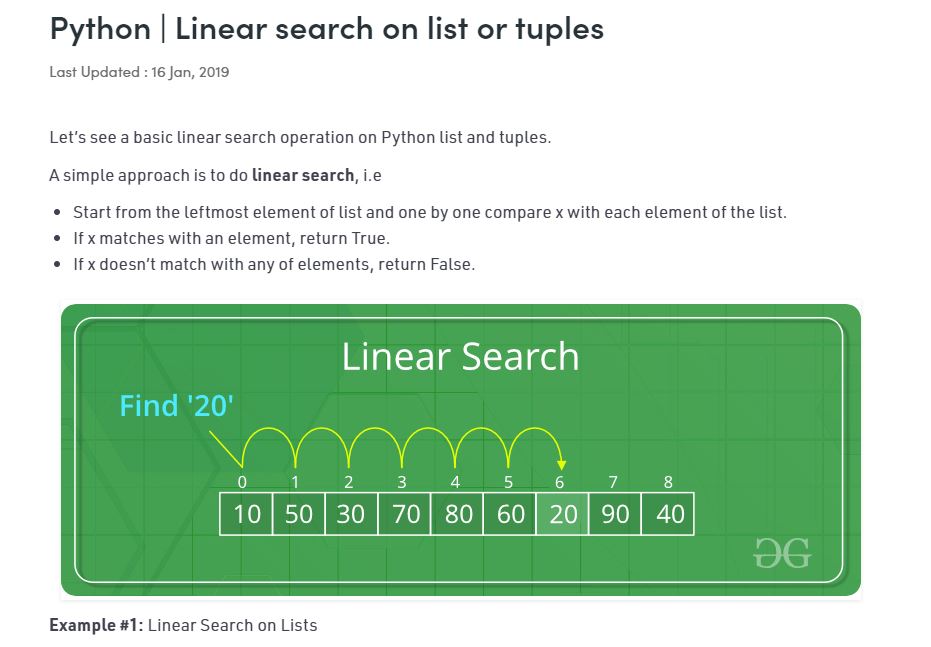 Python | Linear search on list or tuples
Last Updated : 16 Jan, 2019
Let’s see a basic linear search operation on Python list and tuples.
A simple approach is to do linear search, i.e
• Start from the leftmost element of list and one by one compare x with each element of the list.
• If x matches with an element, return True.
• If x doesn’t match with any of elements, return False.
Linear Search
Find '20'
0 1 2 3 4 5 6 7 8
10 50 30 70 80 60 20 90 40
Example #1: Linear Search on Lists